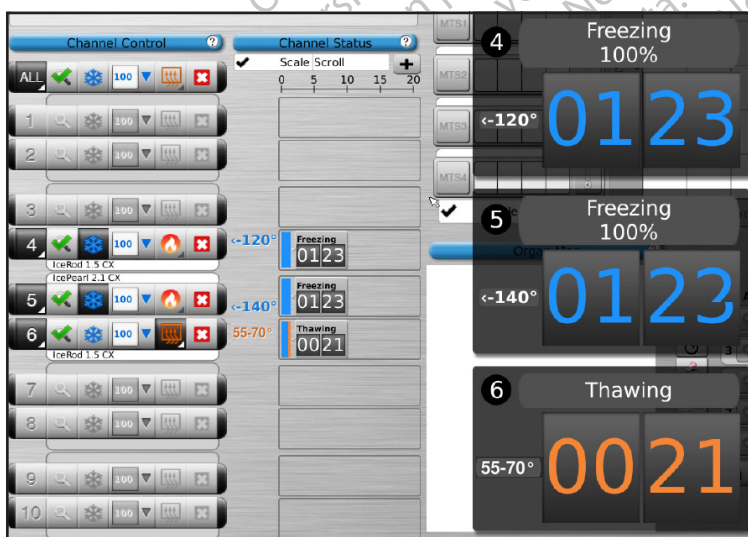 Channel Control ?
Channel Status ?
ALL 100
Scale Scroll +
0 5 10 15 20
1 100
2 100
3 100
4 100
<-120° Freezing 0123
IceRod 1.5 CX
IcePearl 2.1 CX
5 100
<-140° Freezing 0123
6 100
55-70° Thawing 0021
IceRod 1.5 CX
7 100
8 100
9 100
10 100
MTS1
MTS2
MTS3
MTS4
4 Freezing
100%
<-120° 0123
5 Freezing
100%
<-140° 0123
6 Thawing
55-70° 0021
3